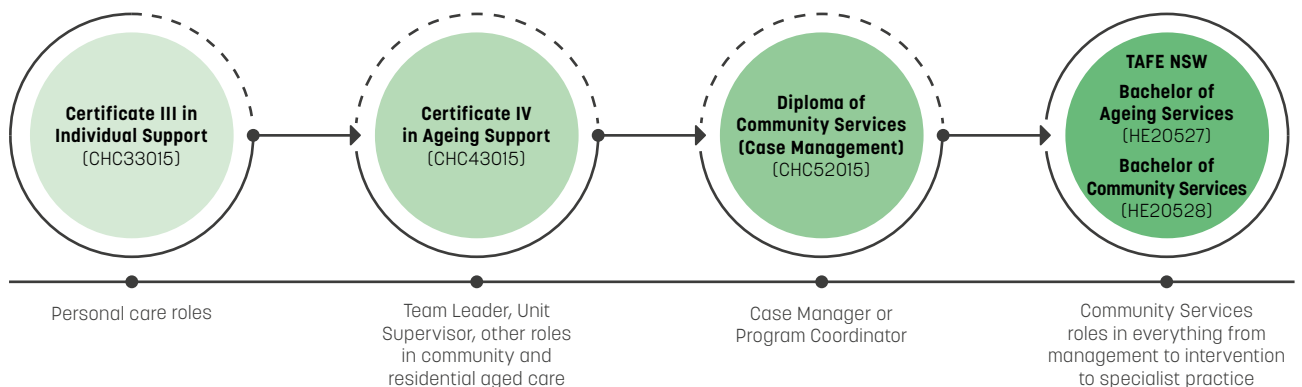 Certificate III in
Individual Support
(CHC33015)
Certificate IV
in Ageing Support
(CHC43015)
Diploma of
Community Services
(Case Management)
(CHC52015)
TAFE NSW
Bachelor of
Ageing Services
(HE20527)
Bachelor of
Community Services
(HE20528)
Personal care roles
Team Leader, Unit
Supervisor, other roles
in community and
residential aged care
Case Manager or
Program Coordinator
Community Services
roles in everything from
management to intervention
to specialist practice